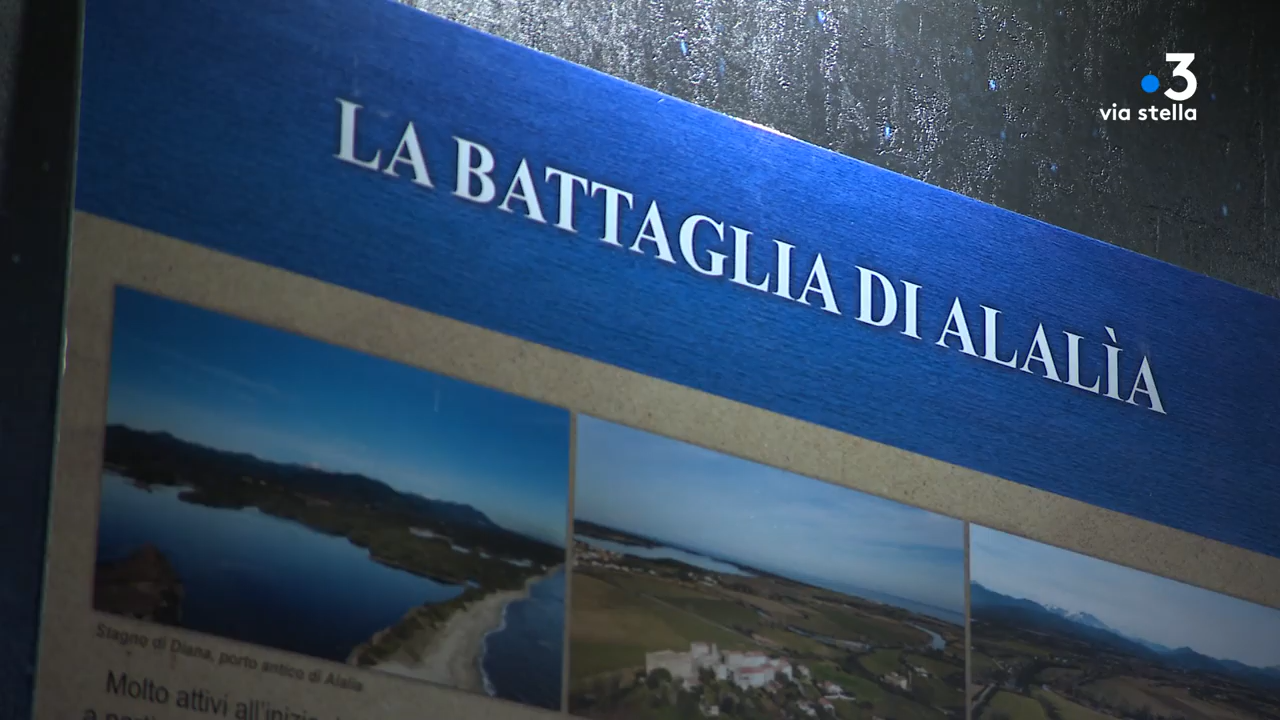 3
via stella
LA BATTAGLIA DI ALALÌA
Stagno di Diana, porto antico di Alalia
Molto attivi all'inizio
a